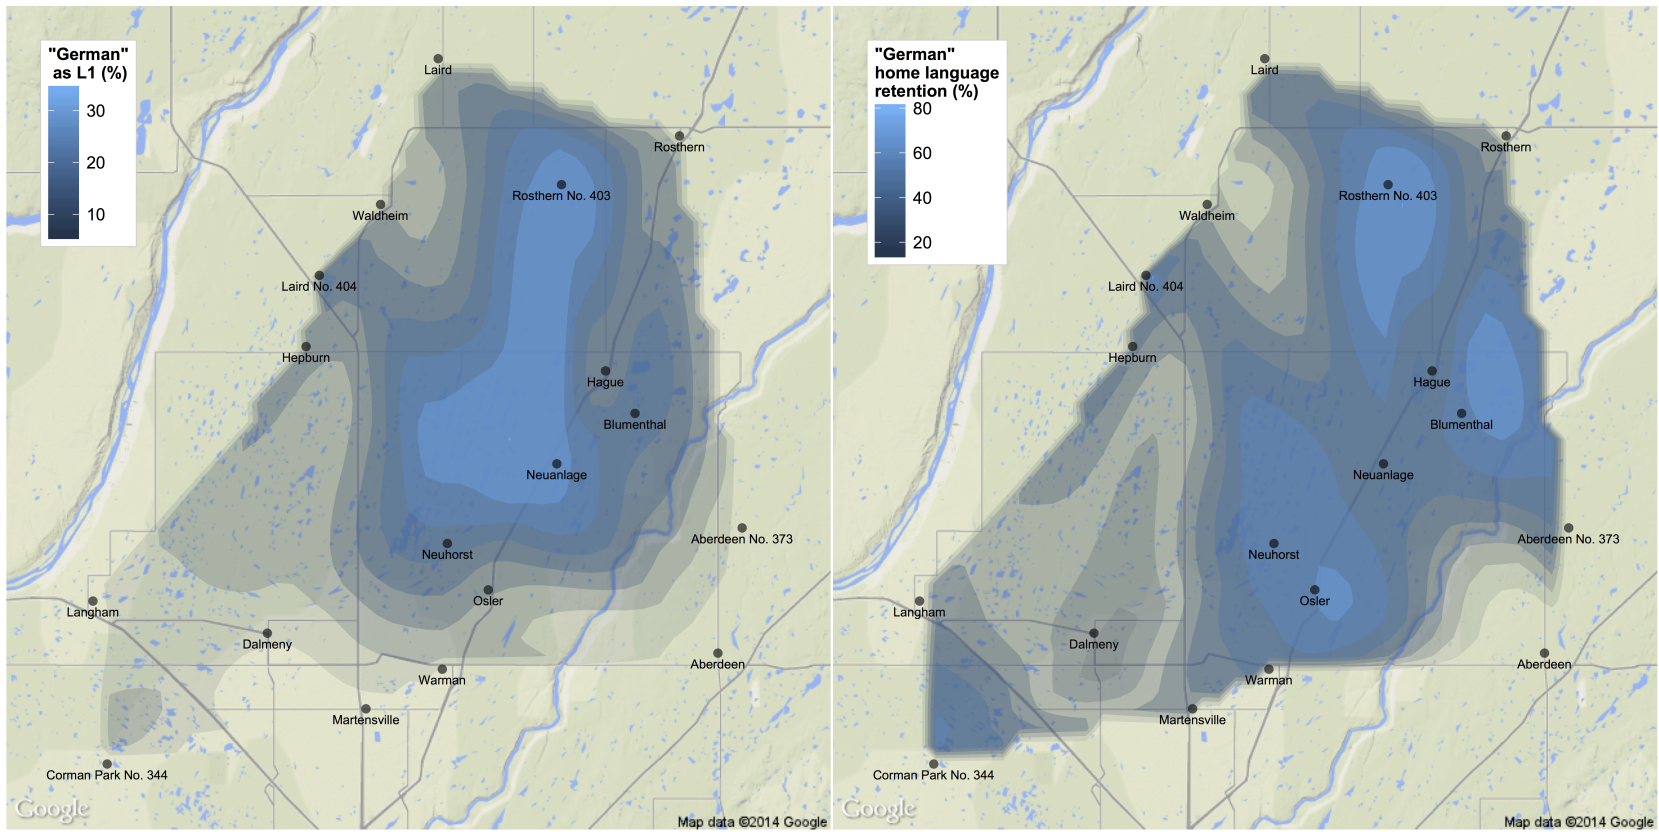 "German"
as L1 (%)
30
20
10
Laird
Rosthern
Rosthern No. 403
Waldheim
Laird No. 404
Hepburn
Hague
Blumenthal
Neuanlage
Aberdeen No. 373
Neuhorst
Osler
Langham
Dalmeny
Aberdeen
Warman
Martensville
Corman Park No. 344
Google
Map data ©2014 Google
"German"
home language
retention (%)
80
60
40
20
Laird
Rosthern
Rosthern No. 403
Waldheim
Laird No. 404
Hepburn
Hague
Blumenthal
Neuanlage
Aberdeen No. 373
Neuhorst
Osler
Langham
Dalmeny
Aberdeen
Warman
Martensville
Corman Park No. 344
Google
Map data ©2014 Google